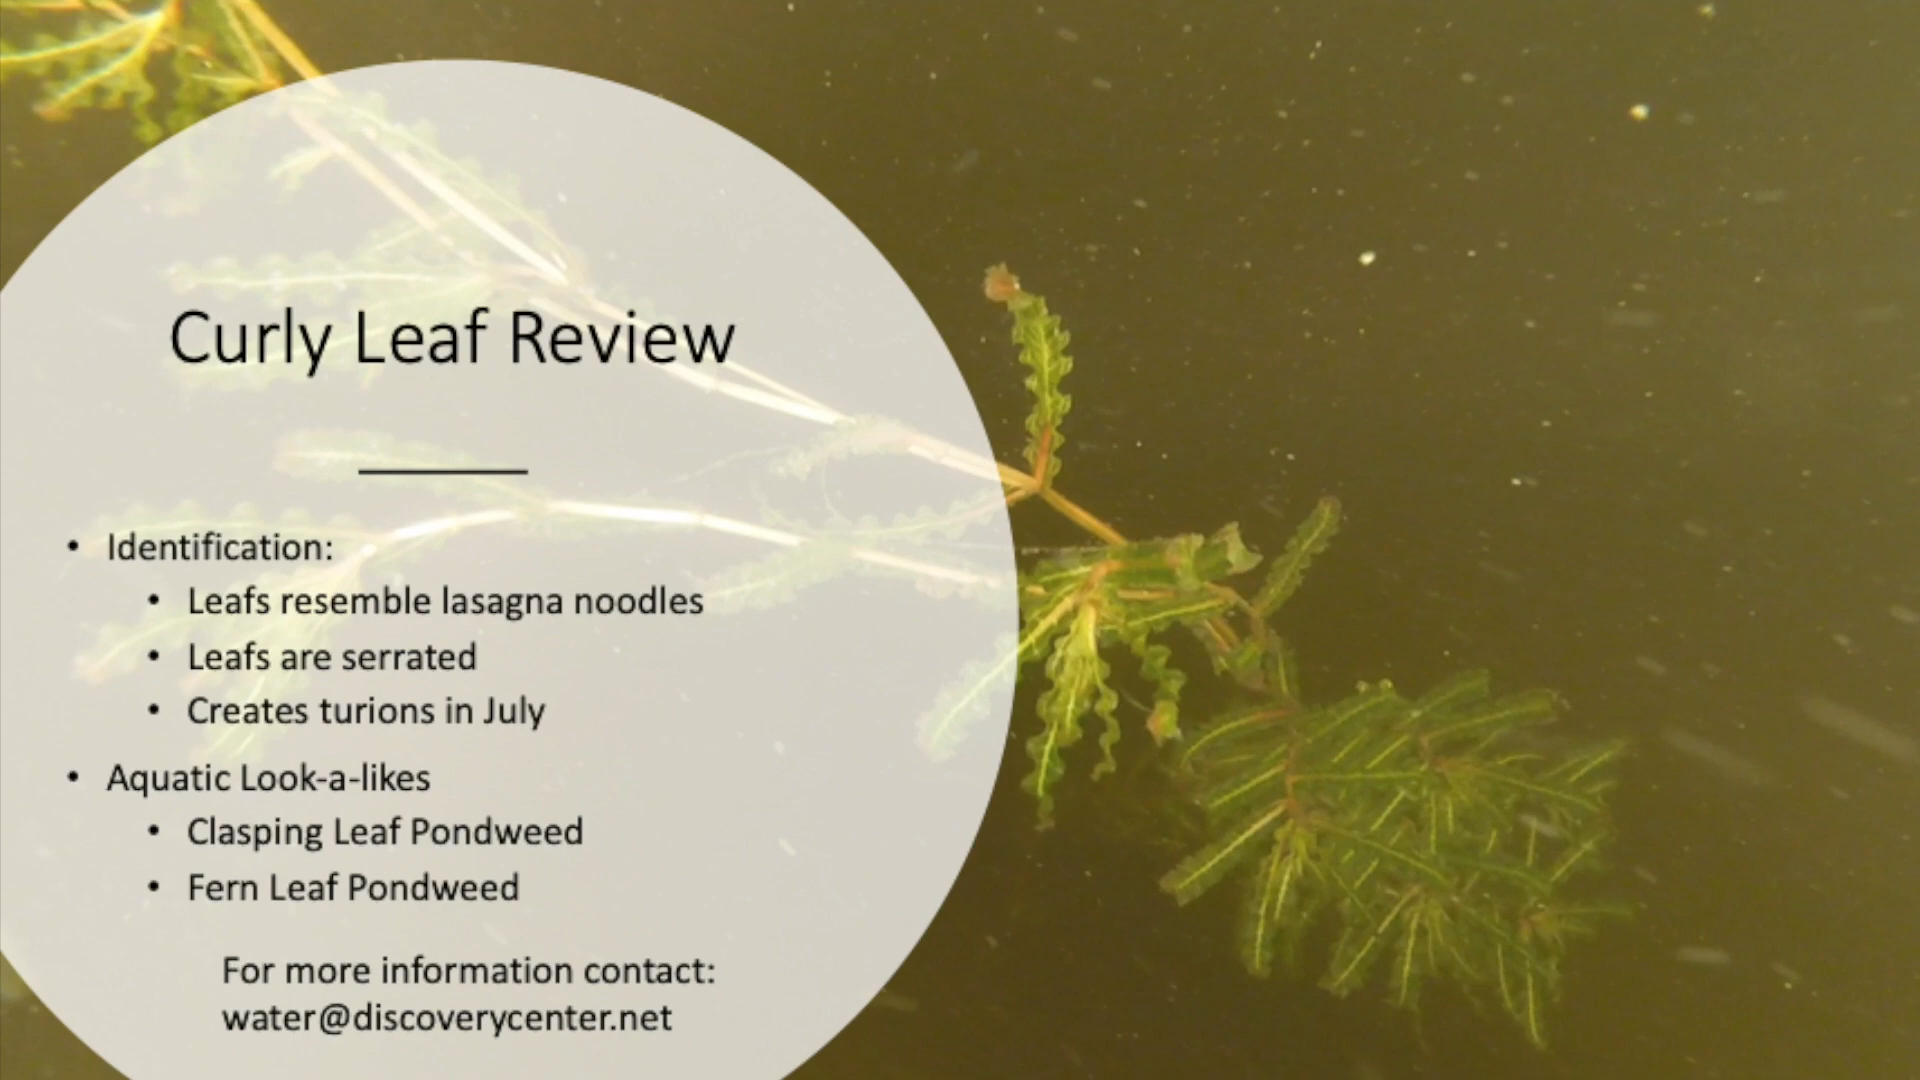 Curly Leaf Review
• Identification:
• Leafs resemble lasagna noodles
• Leafs are serrated
• Creates turions in July
• Aquatic Look-a-likes
• Clasping Leaf Pondweed
• Fern Leaf Pondweed
For more information contact:
water@discoverycenter.net